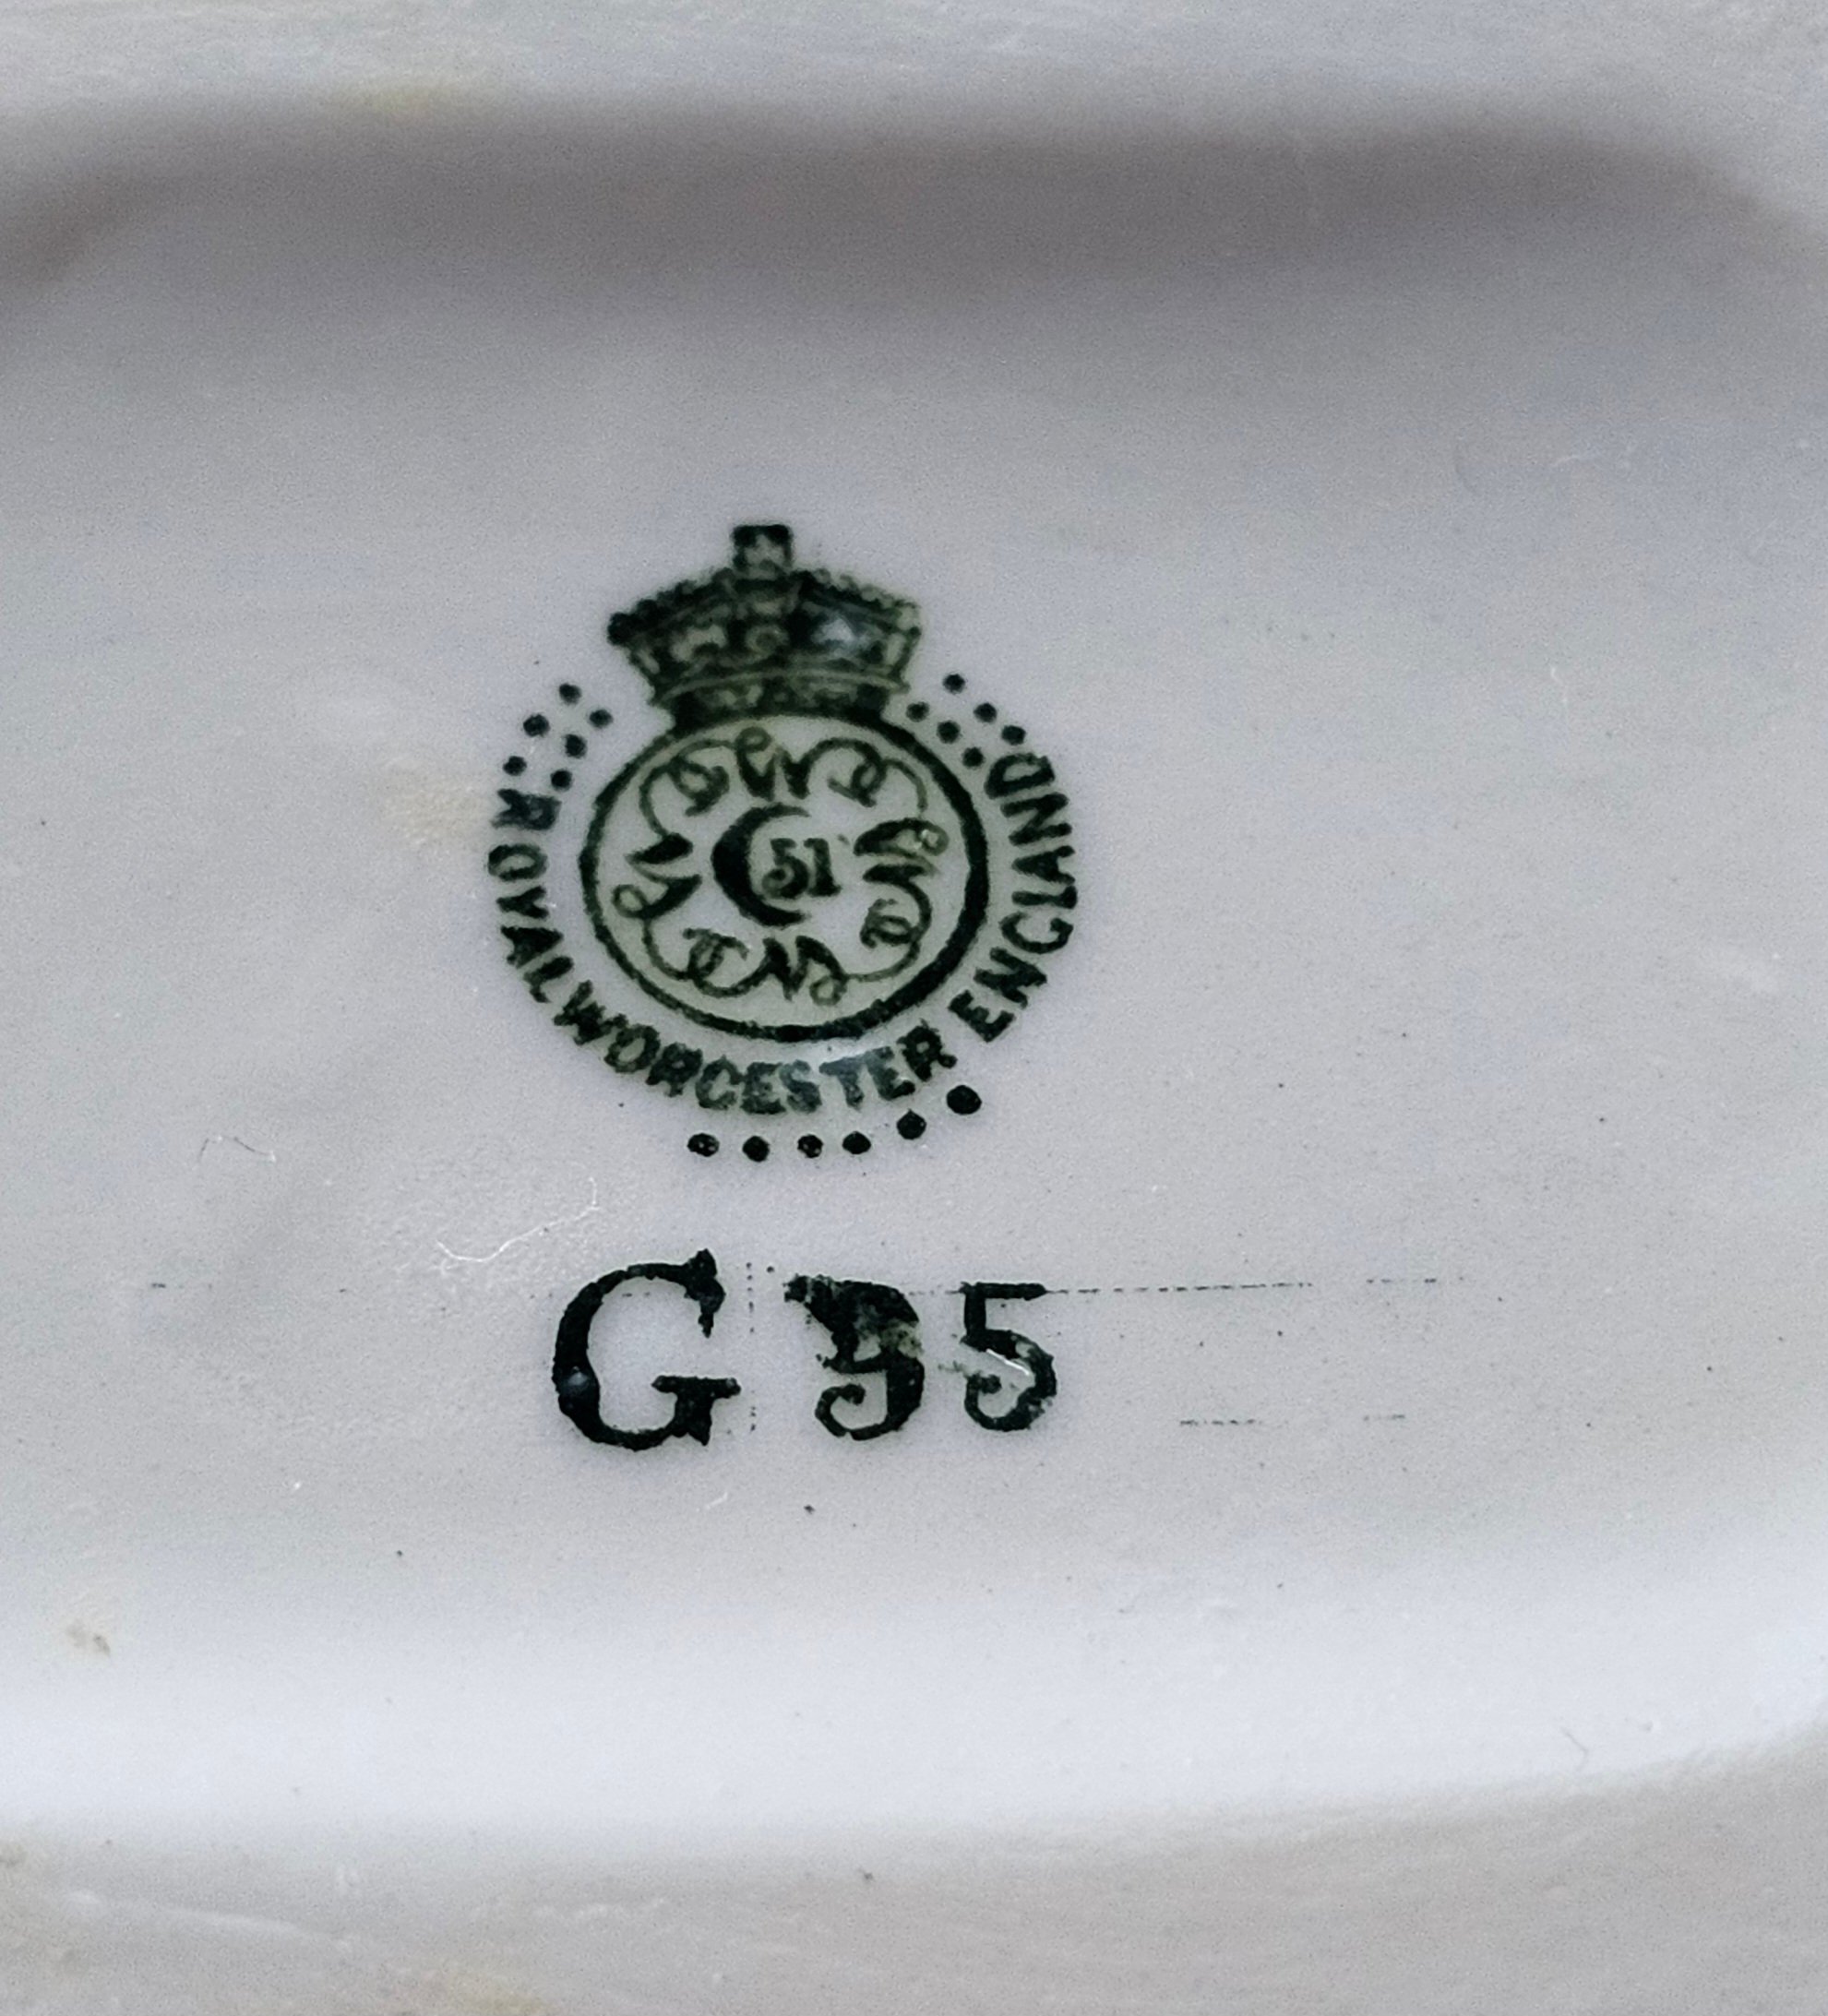 C 51
ROYAL WORCESTER ENGLAND
G 35